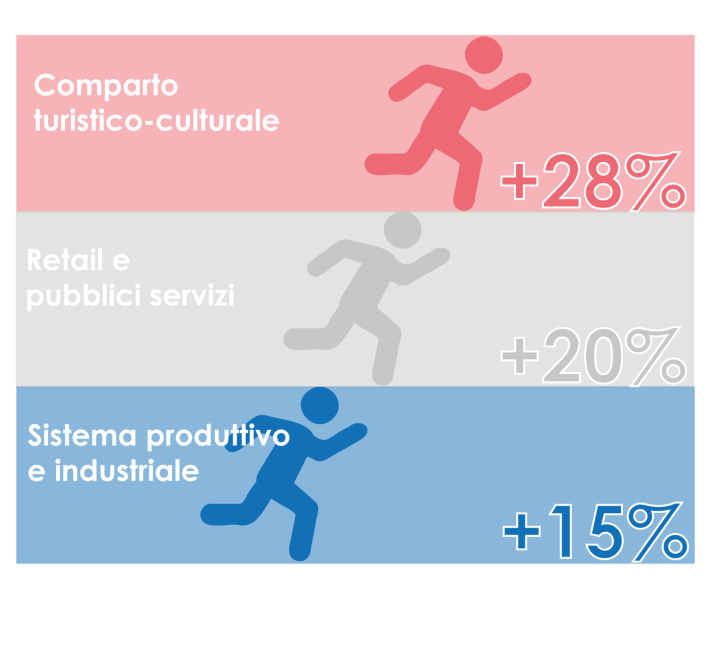 Comparto
turistico-culturale
+28%
Retail e
pubblici servizi
+20%
Sistema produttivo
e industriale
+15%